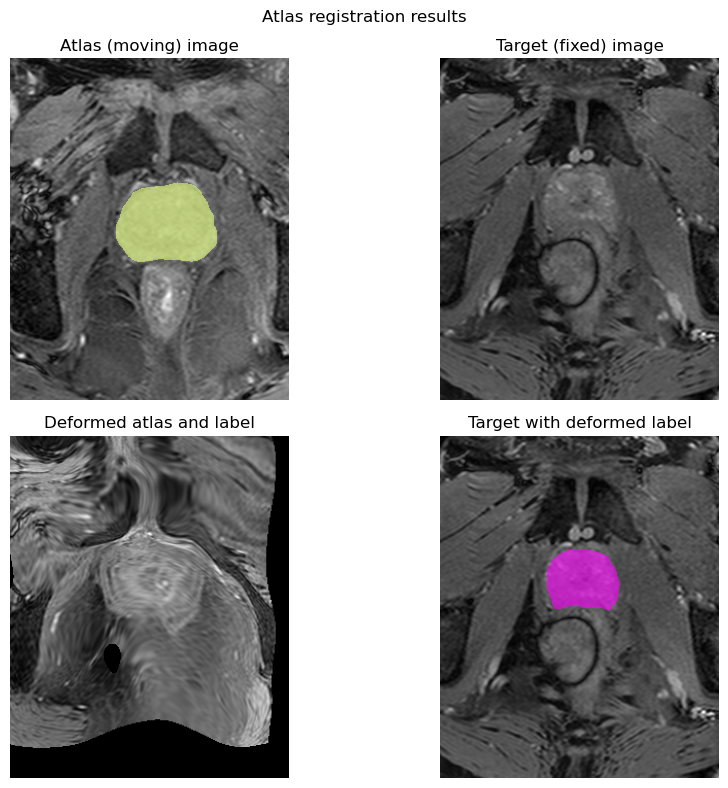 Atlas registration results
Atlas (moving) image
Target (fixed) image
Deformed atlas and label
Target with deformed label